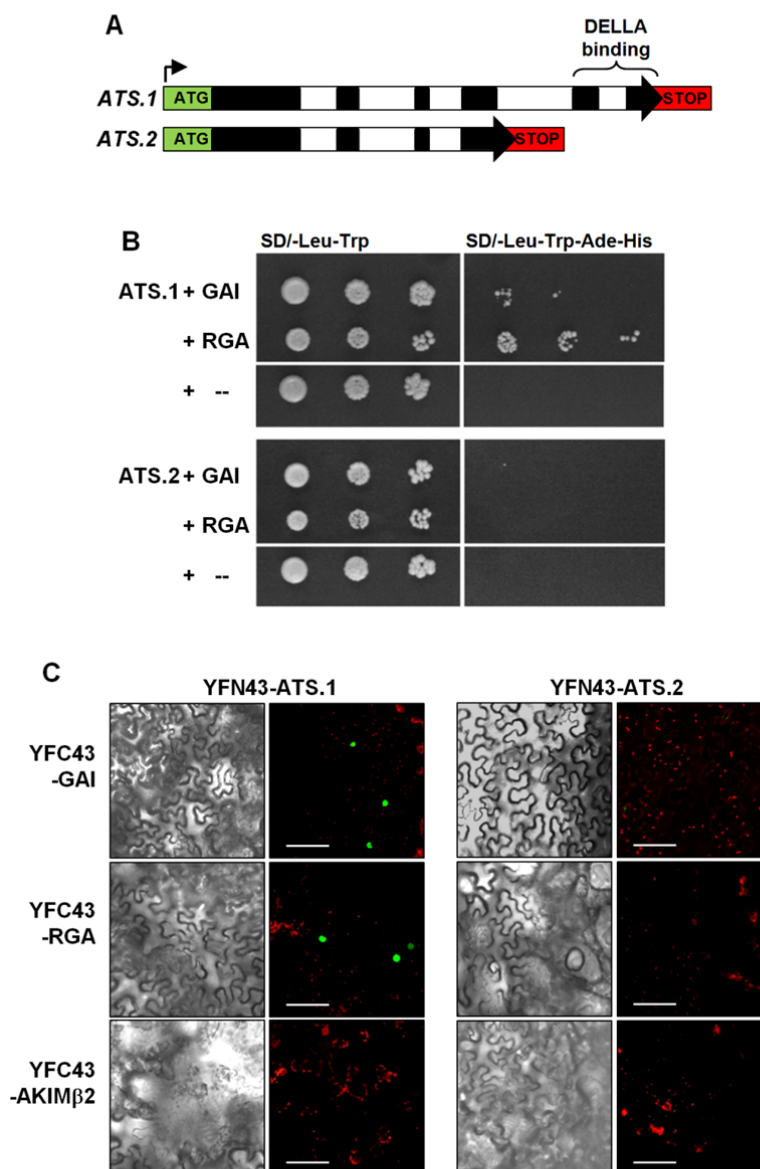 A
DELLA
binding
ATS.1 ATG STOP
ATS.2 ATG STOP
B
SD/-Leu-Trp SD/-Leu-Trp-Ade-His
ATS.1 + GAI
+ RGA
+ --
ATS.2 + GAI
+ RGA
+ --
C
YFN43-ATS.1 YFN43-ATS.2
YFC43
-GAI
YFC43
-RGA
YFC43
-AKIMβ2